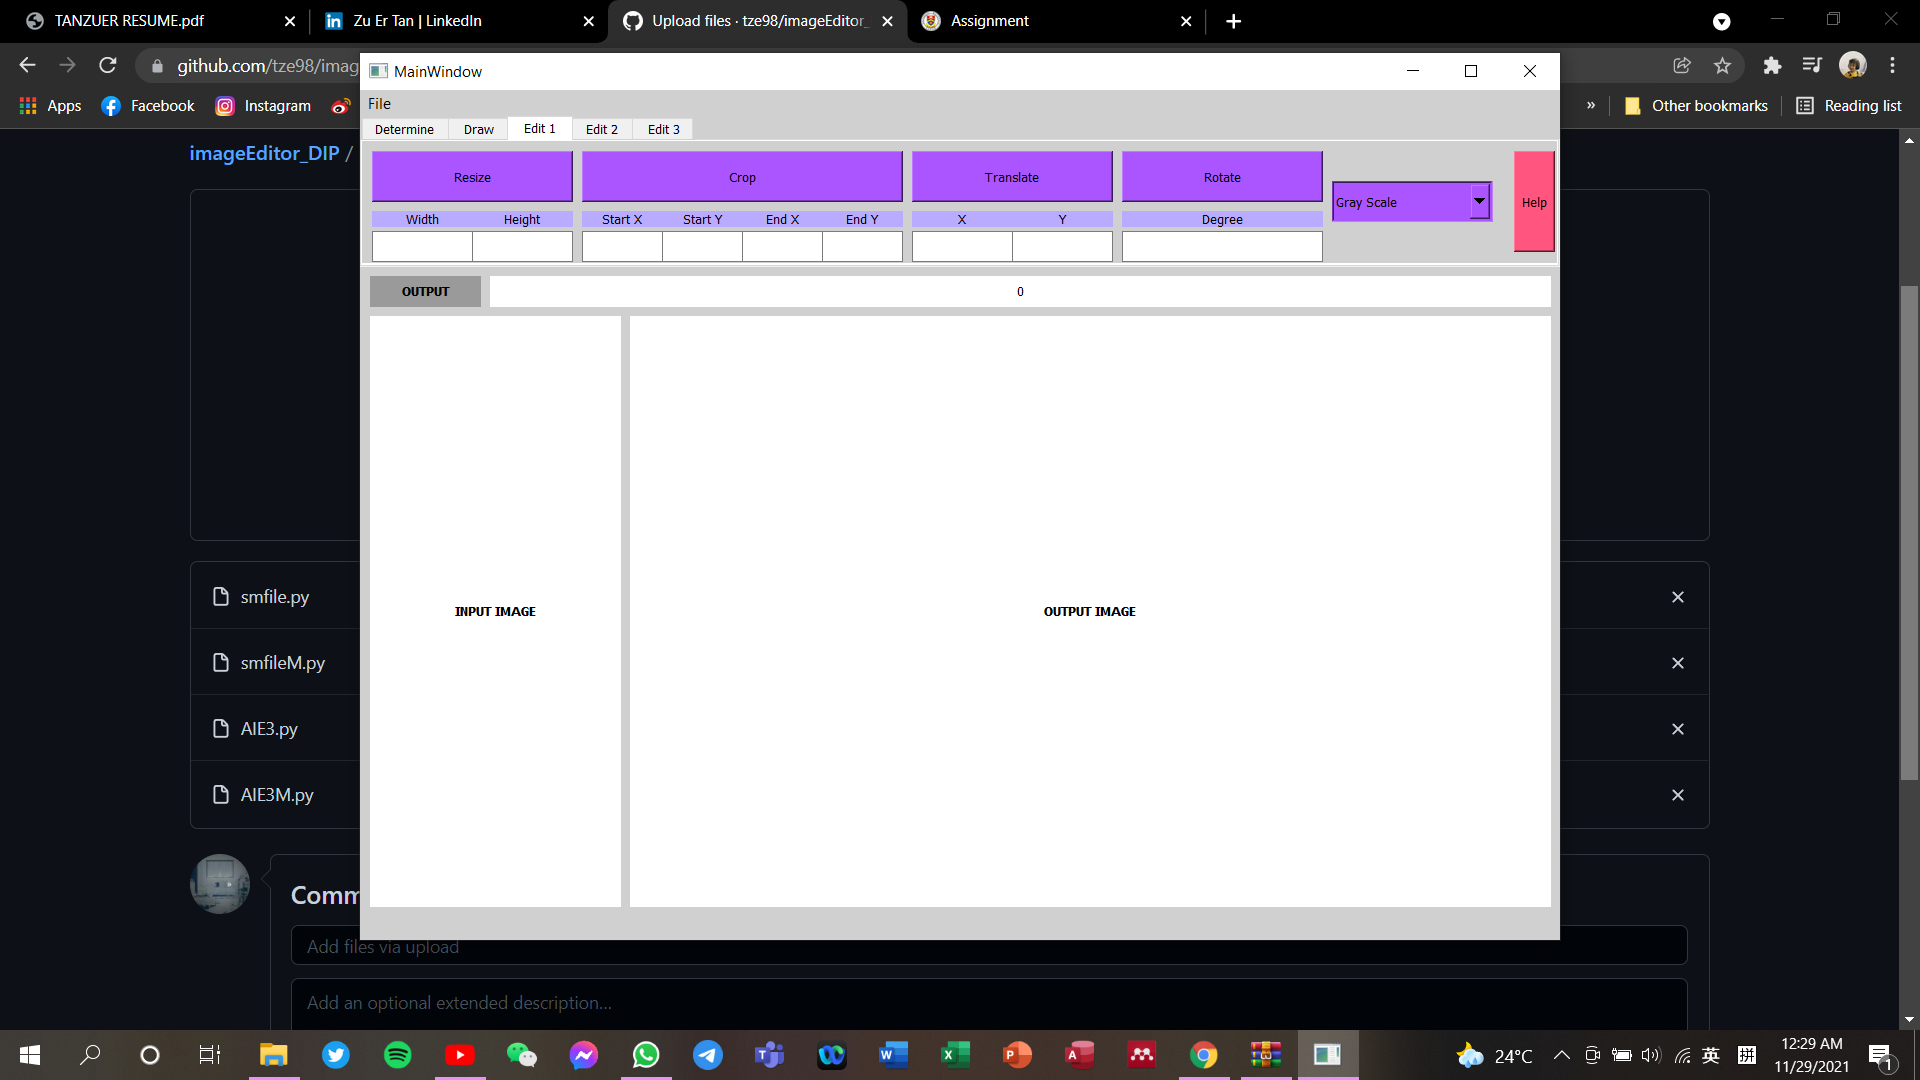 TANZUER RESUME.pdf
Zu Er Tan | LinkedIn
Upload files · tze98/imageEditor_
Assignment
github.com/tze98/imag
Apps
Facebook
Instagram
»
Other bookmarks
Reading list
MainWindow
File
Determine
Draw
Edit 1
Edit 2
Edit 3
Resize
Crop
Translate
Rotate
Gray Scale
Help
Width
Height
Start X
Start Y
End X
End Y
X
Y
Degree
OUTPUT
0
INPUT IMAGE
OUTPUT IMAGE
imageEditor_DIP /
smfile.py
smfileM.py
AIE3.py
AIE3M.py
Comm
Add files via upload
Add an optional extended description...
24°C
英
拼
12:29 AM
11/29/2021
1